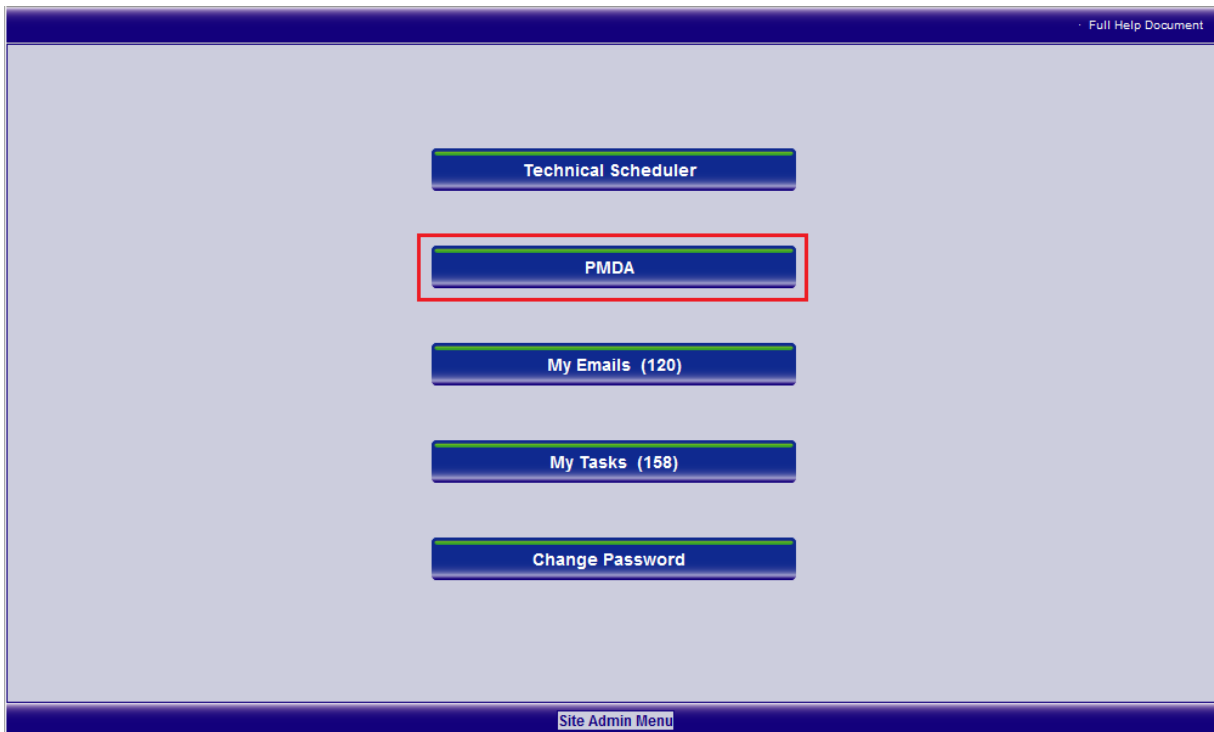 · Full Help Document
Technical Scheduler
PMDA
My Emails (120)
My Tasks (158)
Change Password
Site Admin Menu